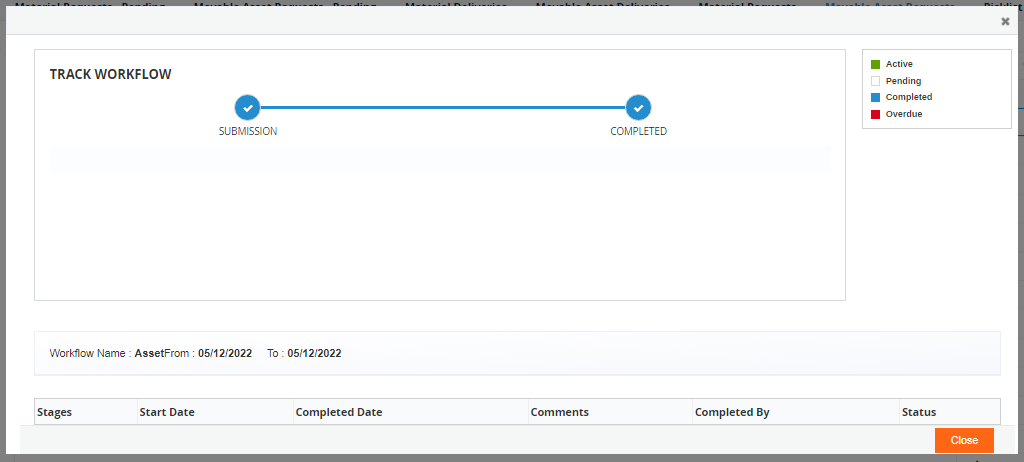 Material Requests - Pending Movable Asset Requests - Pending Material Deliveries Movable Asset Deliveries Material Requests Movable Asset Requests Picklist
TRACK WORKFLOW
SUBMISSION COMPLETED
Active
Pending
Completed
Overdue
Workflow Name : AssetFrom : 05/12/2022 To : 05/12/2022
Stages Start Date Completed Date Comments Completed By Status
Close